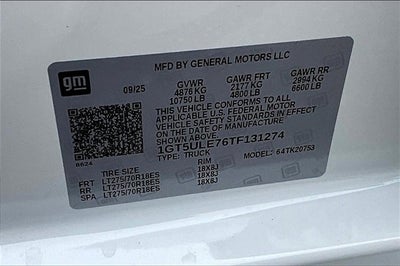 MFD BY GENERAL MOTORS LLC
gm
09/25
GVWR GAWR FRT GAWR RR
4876 KG 2177 KG 2994 KG
10750 LB 4800 LB 6600 LB
THIS VEHICLE CONFORMS TO ALL
APPLICABLE U.S. FEDERAL MOTOR
VEHICLE SAFETY STANDARDS IN
EFFECT ON THE DATE OF MANUFACTURE
SHOWN ABOVE.
1GT5ULE76TF131274
TYPE: TRUCK MODEL: 64TK20753
8624
TIRE SIZE RIM
FRT LT275/70R18ES 18X8J
RR LT275/70R18ES 18X8J
SPA LT275/70R18ES 18X8J